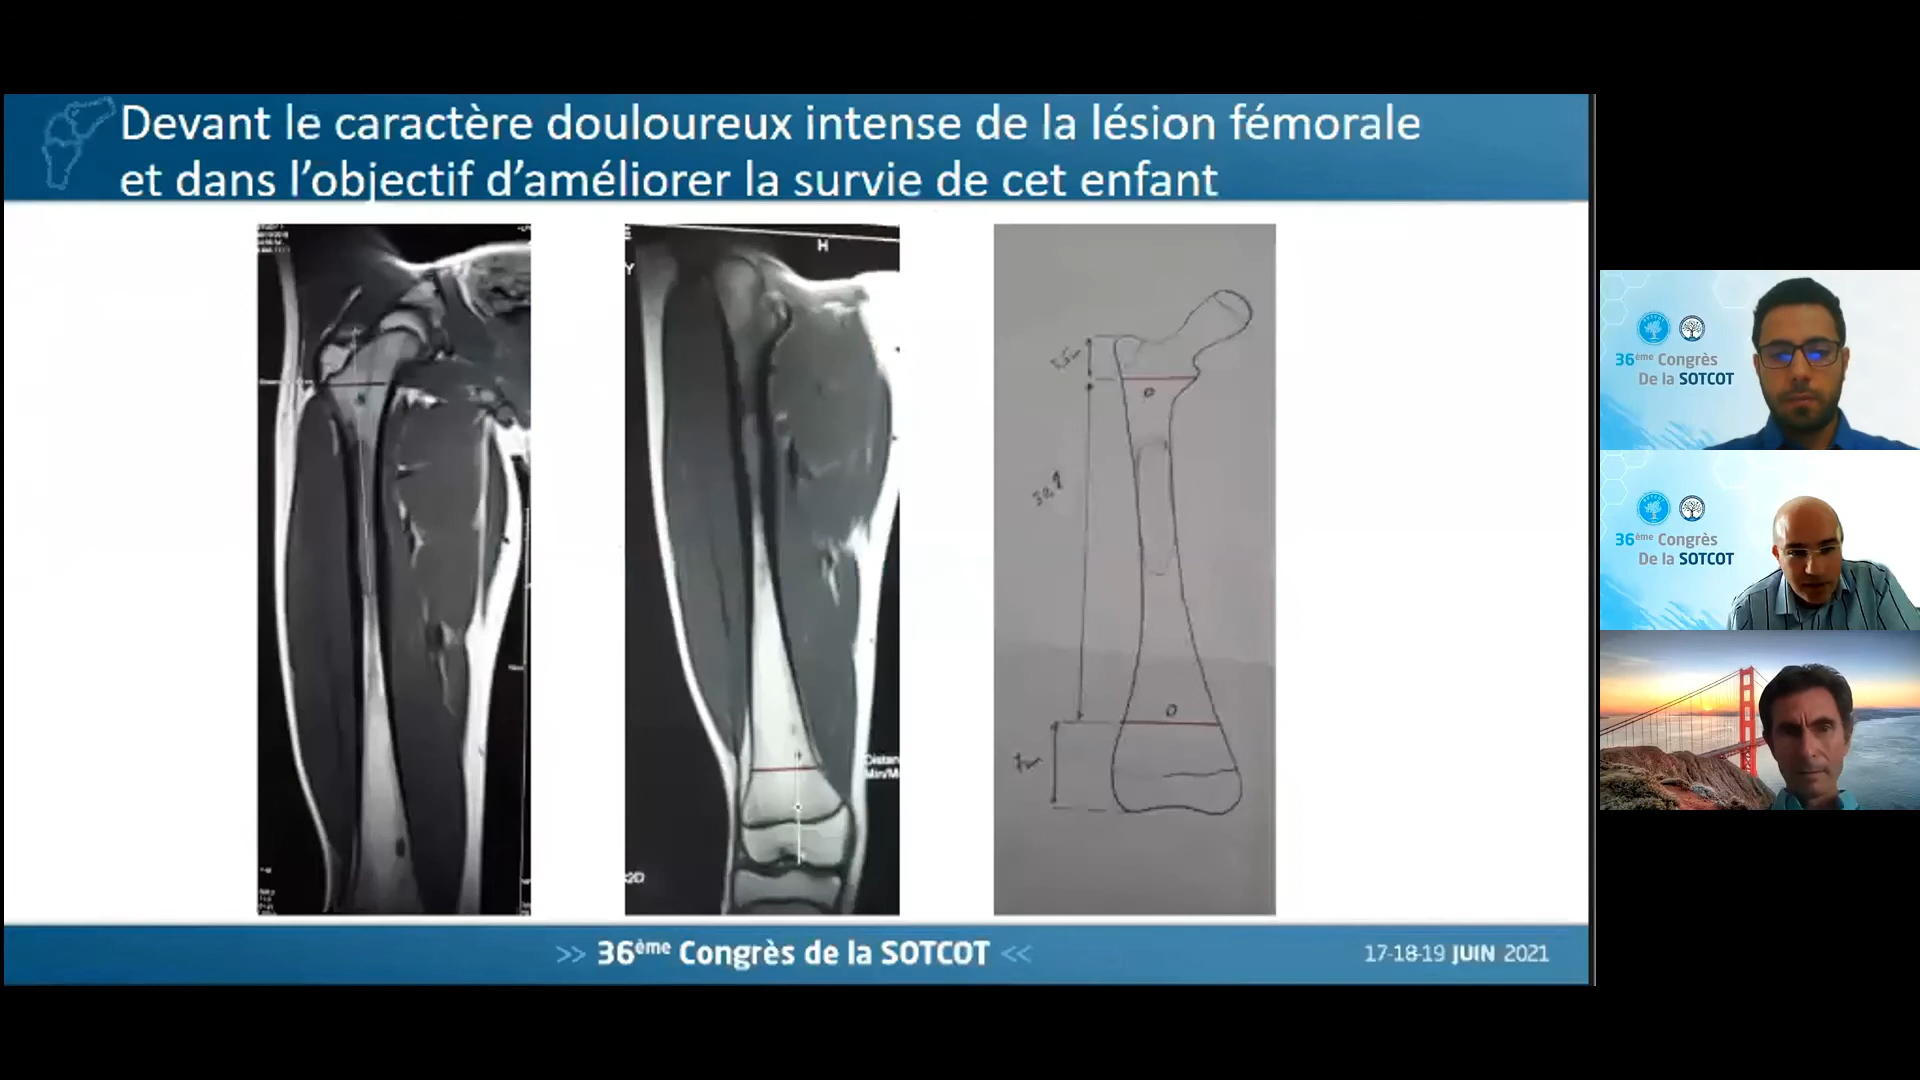 Devant le caractère douloureux intense de la lésion fémorale
et dans l’objectif d’améliorer la survie de cet enfant
H
Y
Distan
Min/M
>> 36ème Congrès de la SOTCOT <<
17-18-19 JUIN 2021
36ème Congrès
De la SOTCOT
36ème Congrès
De la SOTCOT